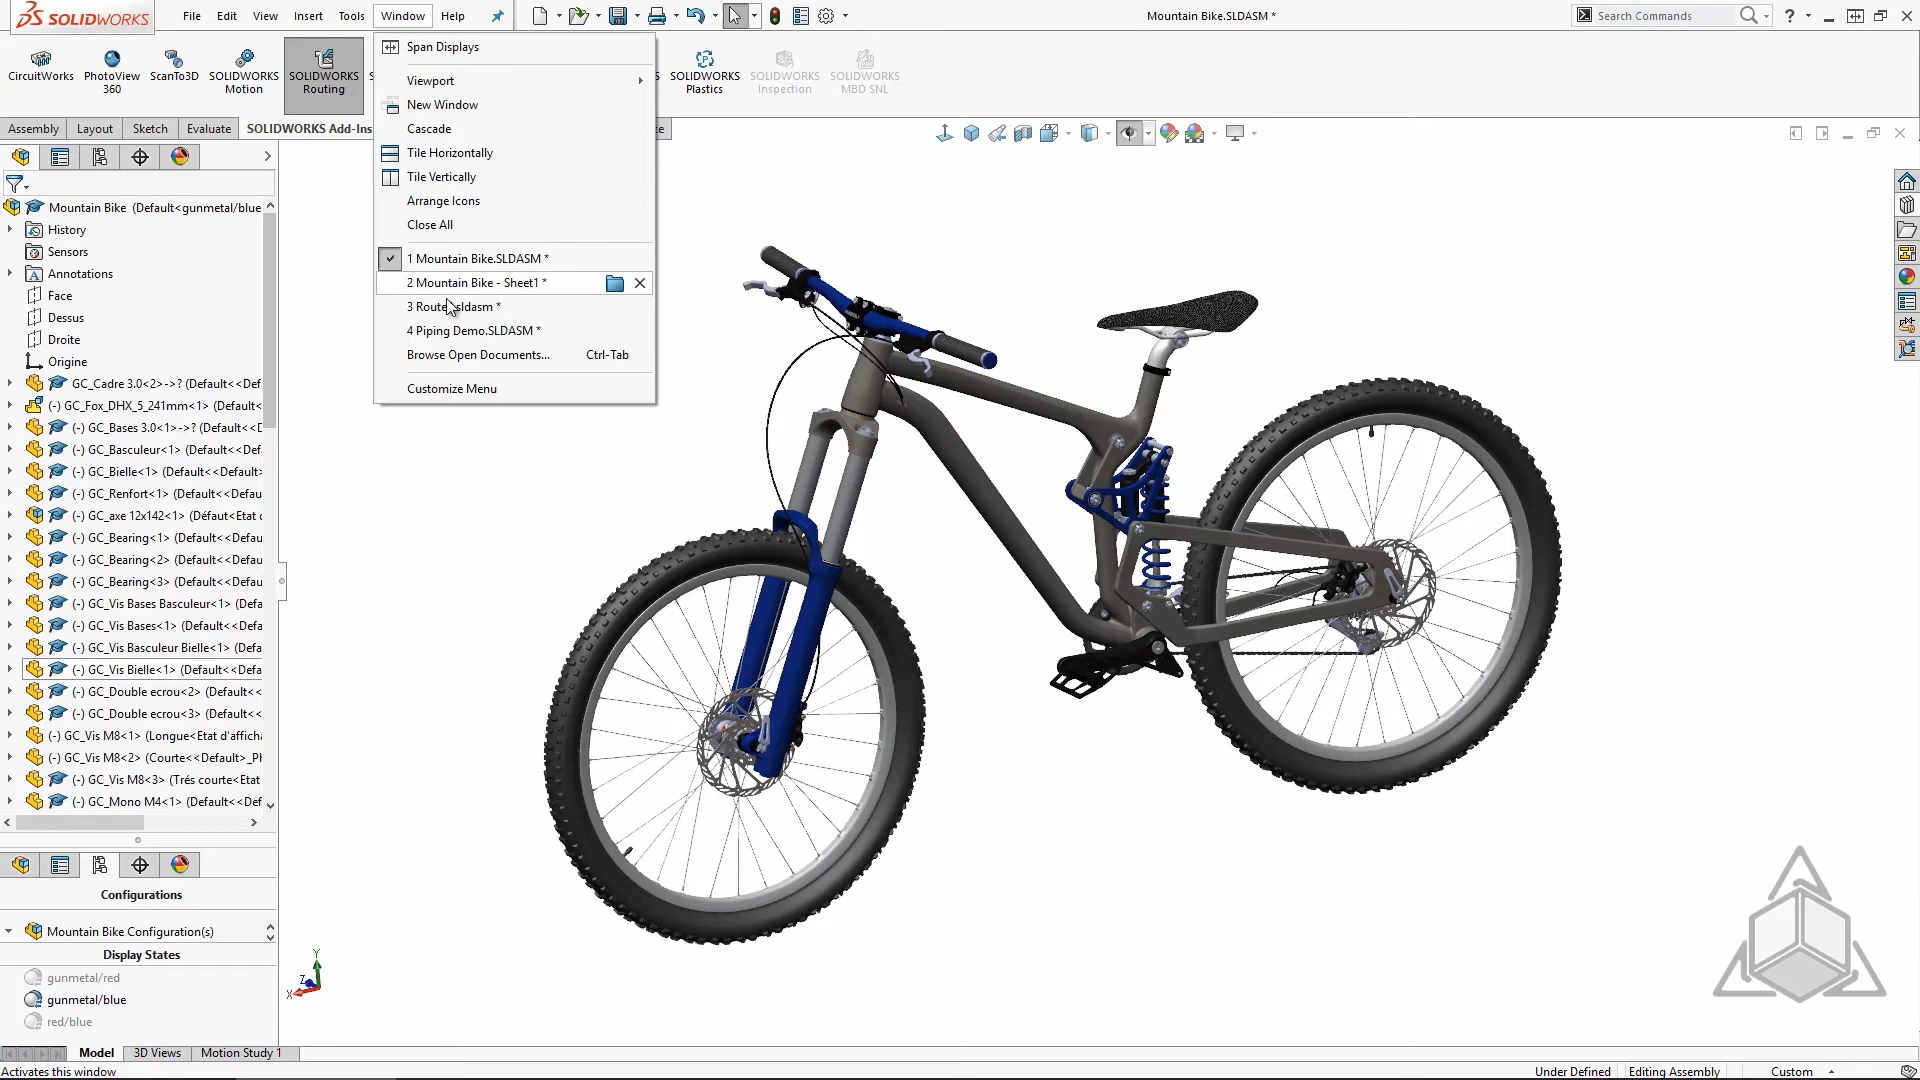 SOLIDWORKS
File Edit View Insert Tools Window Help
Mountain Bike.SLDASM *
Search Commands
CircuitWorks
PhotoView 360
ScanTo3D
SOLIDWORKS Motion
SOLIDWORKS Routing
SOLIDWORKS Plastics
SOLIDWORKS Inspection
SOLIDWORKS MBD SNL
Assembly Layout Sketch Evaluate SOLIDWORKS Add-Ins
Span Displays
Viewport
New Window
Cascade
Tile Horizontally
Tile Vertically
Arrange Icons
Close All
1 Mountain Bike.SLDASM *
2 Mountain Bike - Sheet1 *
4 Piping Demo.SLDASM *
Browse Open Documents... Ctrl-Tab
Customize Menu
Mountain Bike (Default<gunmetal/blue
History
Sensors
Annotations
Face
Dessus
Droite
Origine
GC_Cadre 3.0<2>->? (Default<<Def
(-) GC_Fox_DHX_5_241mm<1> (Default<
(-) GC_Bases 3.0<1>->? (Default<<D
(-) GC_Basculeur<1> (Default<<Def
(-) GC_Bielle<1> (Default<<Default>
(-) GC_Renfort<1> (Default<<Defau
(-) GC_axe 12x142<1> (Défaut<Etat d
(-) GC_Bearing<1> (Default<<Defau
(-) GC_Bearing<2> (Default<<Defau
(-) GC_Bearing<3> (Default<<Defau
(-) GC_Vis Bases Basculeur<1> (Defa
(-) GC_Vis Bases<1> (Default<<Defa
(-) GC_Vis Basculeur Bielle<1> (Defa
(-) GC_Vis Bielle<1> (Default<<Defa
(-) GC_Double ecrou<2> (Default<<
(-) GC_Double ecrou<3> (Default<<
(-) GC_Vis M8<1> (Longue<Etat d'afficha
(-) GC_Vis M8<2> (Courte<Default>_Pl
(-) GC_Vis M8<3> (Trés courte<Etat
(-) GC_Mono M4<1> (Default<<Def
Configurations
Mountain Bike Configuration(s)
Display States
gunmetal/red
gunmetal/blue
red/blue
Y
Z
X
Model 3D Views Motion Study 1
Activates this window
Under Defined Editing Assembly Custom